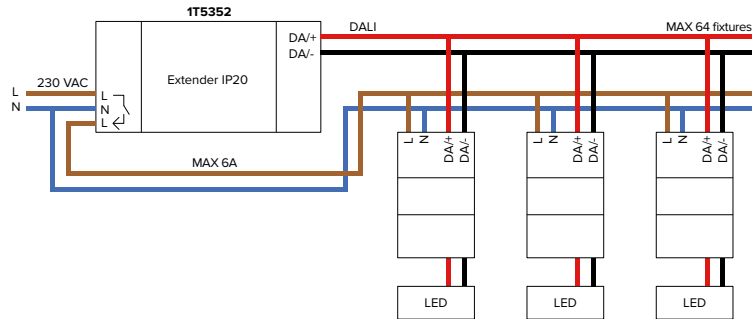 1T5352
DA/+
DALI
MAX 64 fixtures
DA/-
230 VAC
Extender IP20
L
L
N
N
L
MAX 6A
L
N
DA/+
DA/-
L
N
DA/+
DA/-
L
N
DA/+
DA/-
LED
LED
LED